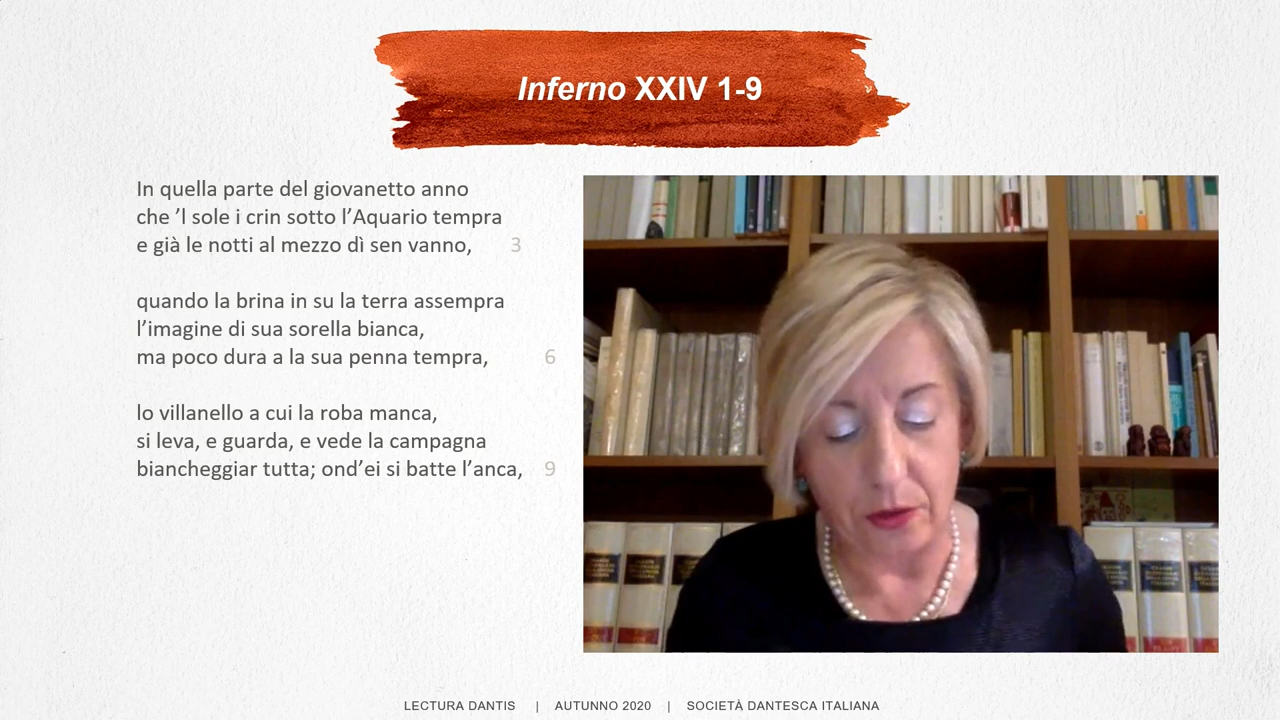 Inferno XXIV 1-9
In quella parte del giovanetto anno
che ’l sole i crin sotto l’Aquario tempra
e già le notti al mezzo dì sen vanno, 3
quando la brina in su la terra assempra
l’imagine di sua sorella bianca,
ma poco dura a la sua penna tempra, 6
lo villanello a cui la roba manca,
si leva, e guarda, e vede la campagna
biancheggiar tutta; ond’ei si batte l’anca, 9
LECTURA DANTIS | AUTUNNO 2020 | SOCIETÀ DANTESCA ITALIANA